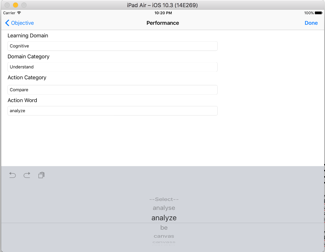 iPad Air – iOS 10.3 (14E269)
Carrier 10:20 PM 100%
Objective Performance Done
Learning Domain
Cognitive
Domain Category
Understand
Action Category
Compare
Action Word
analyze
---Select---
analyse
analyze
be
canvas